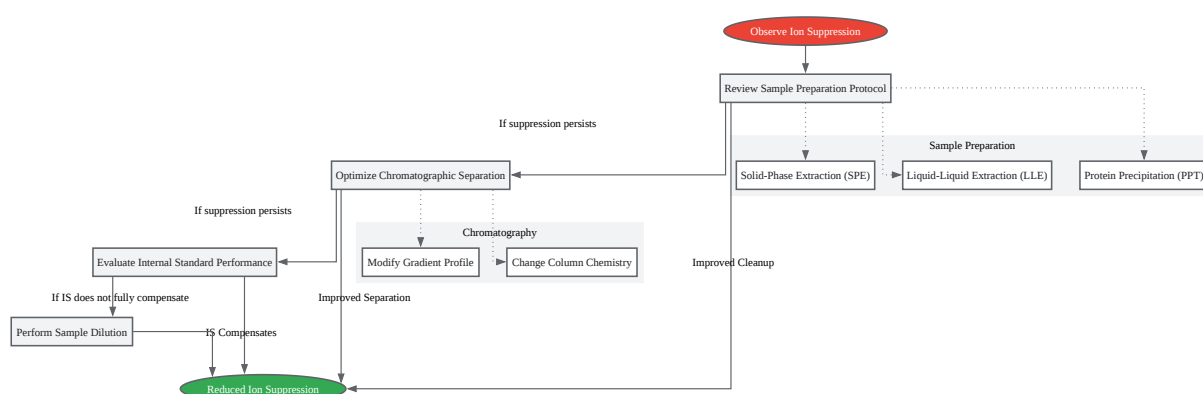 Observe Ion Suppression
Review Sample Preparation Protocol
If suppression persists
Sample Preparation
Optimize Chromatographic Separation
Solid-Phase Extraction (SPE)
Liquid-Liquid Extraction (LLE)
Protein Precipitation (PPT)
If suppression persists
Chromatography
Evaluate Internal Standard Performance
Modify Gradient Profile
Change Column Chemistry
Improved Cleanup
If IS does not fully compensate
Improved Separation
Perform Sample Dilution
IS Compensates
Reduced Ion Suppression